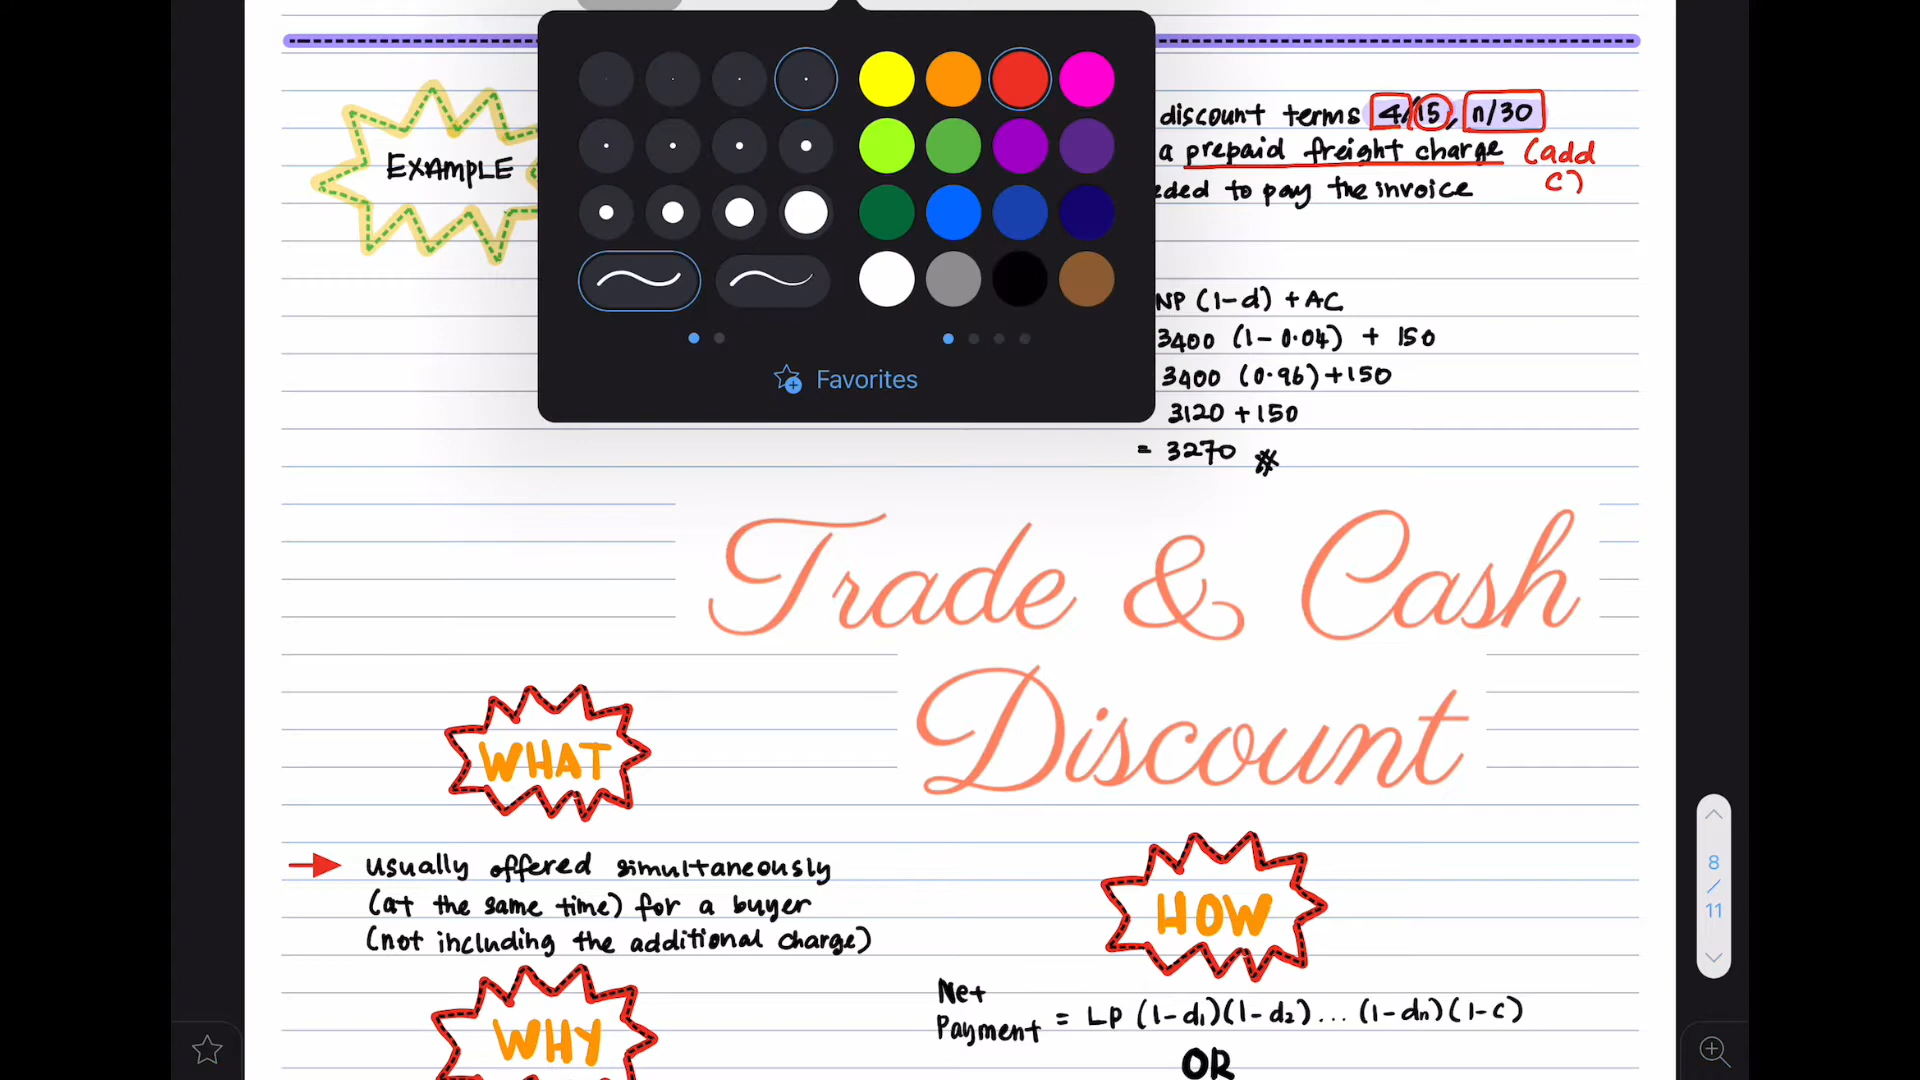 EXAMPLE
discount terms 4/15, n/30
a prepaid freight charge (add
c)
eded to pay the invoice
NP (1-d) + AC
3400 (1 - 0.04) + 150
3400 (0.96) + 150
3120 + 150
= 3270 #
Favorites
Trade & Cash
Discount
WHAT
usually offered simultaneously
(at the same time) for a buyer
(not including the additional charge)
WHY
HOW
Net
Payment = LP (1-d1)(1-d2)... (1-dn)(1-c)
OR
8
/
11